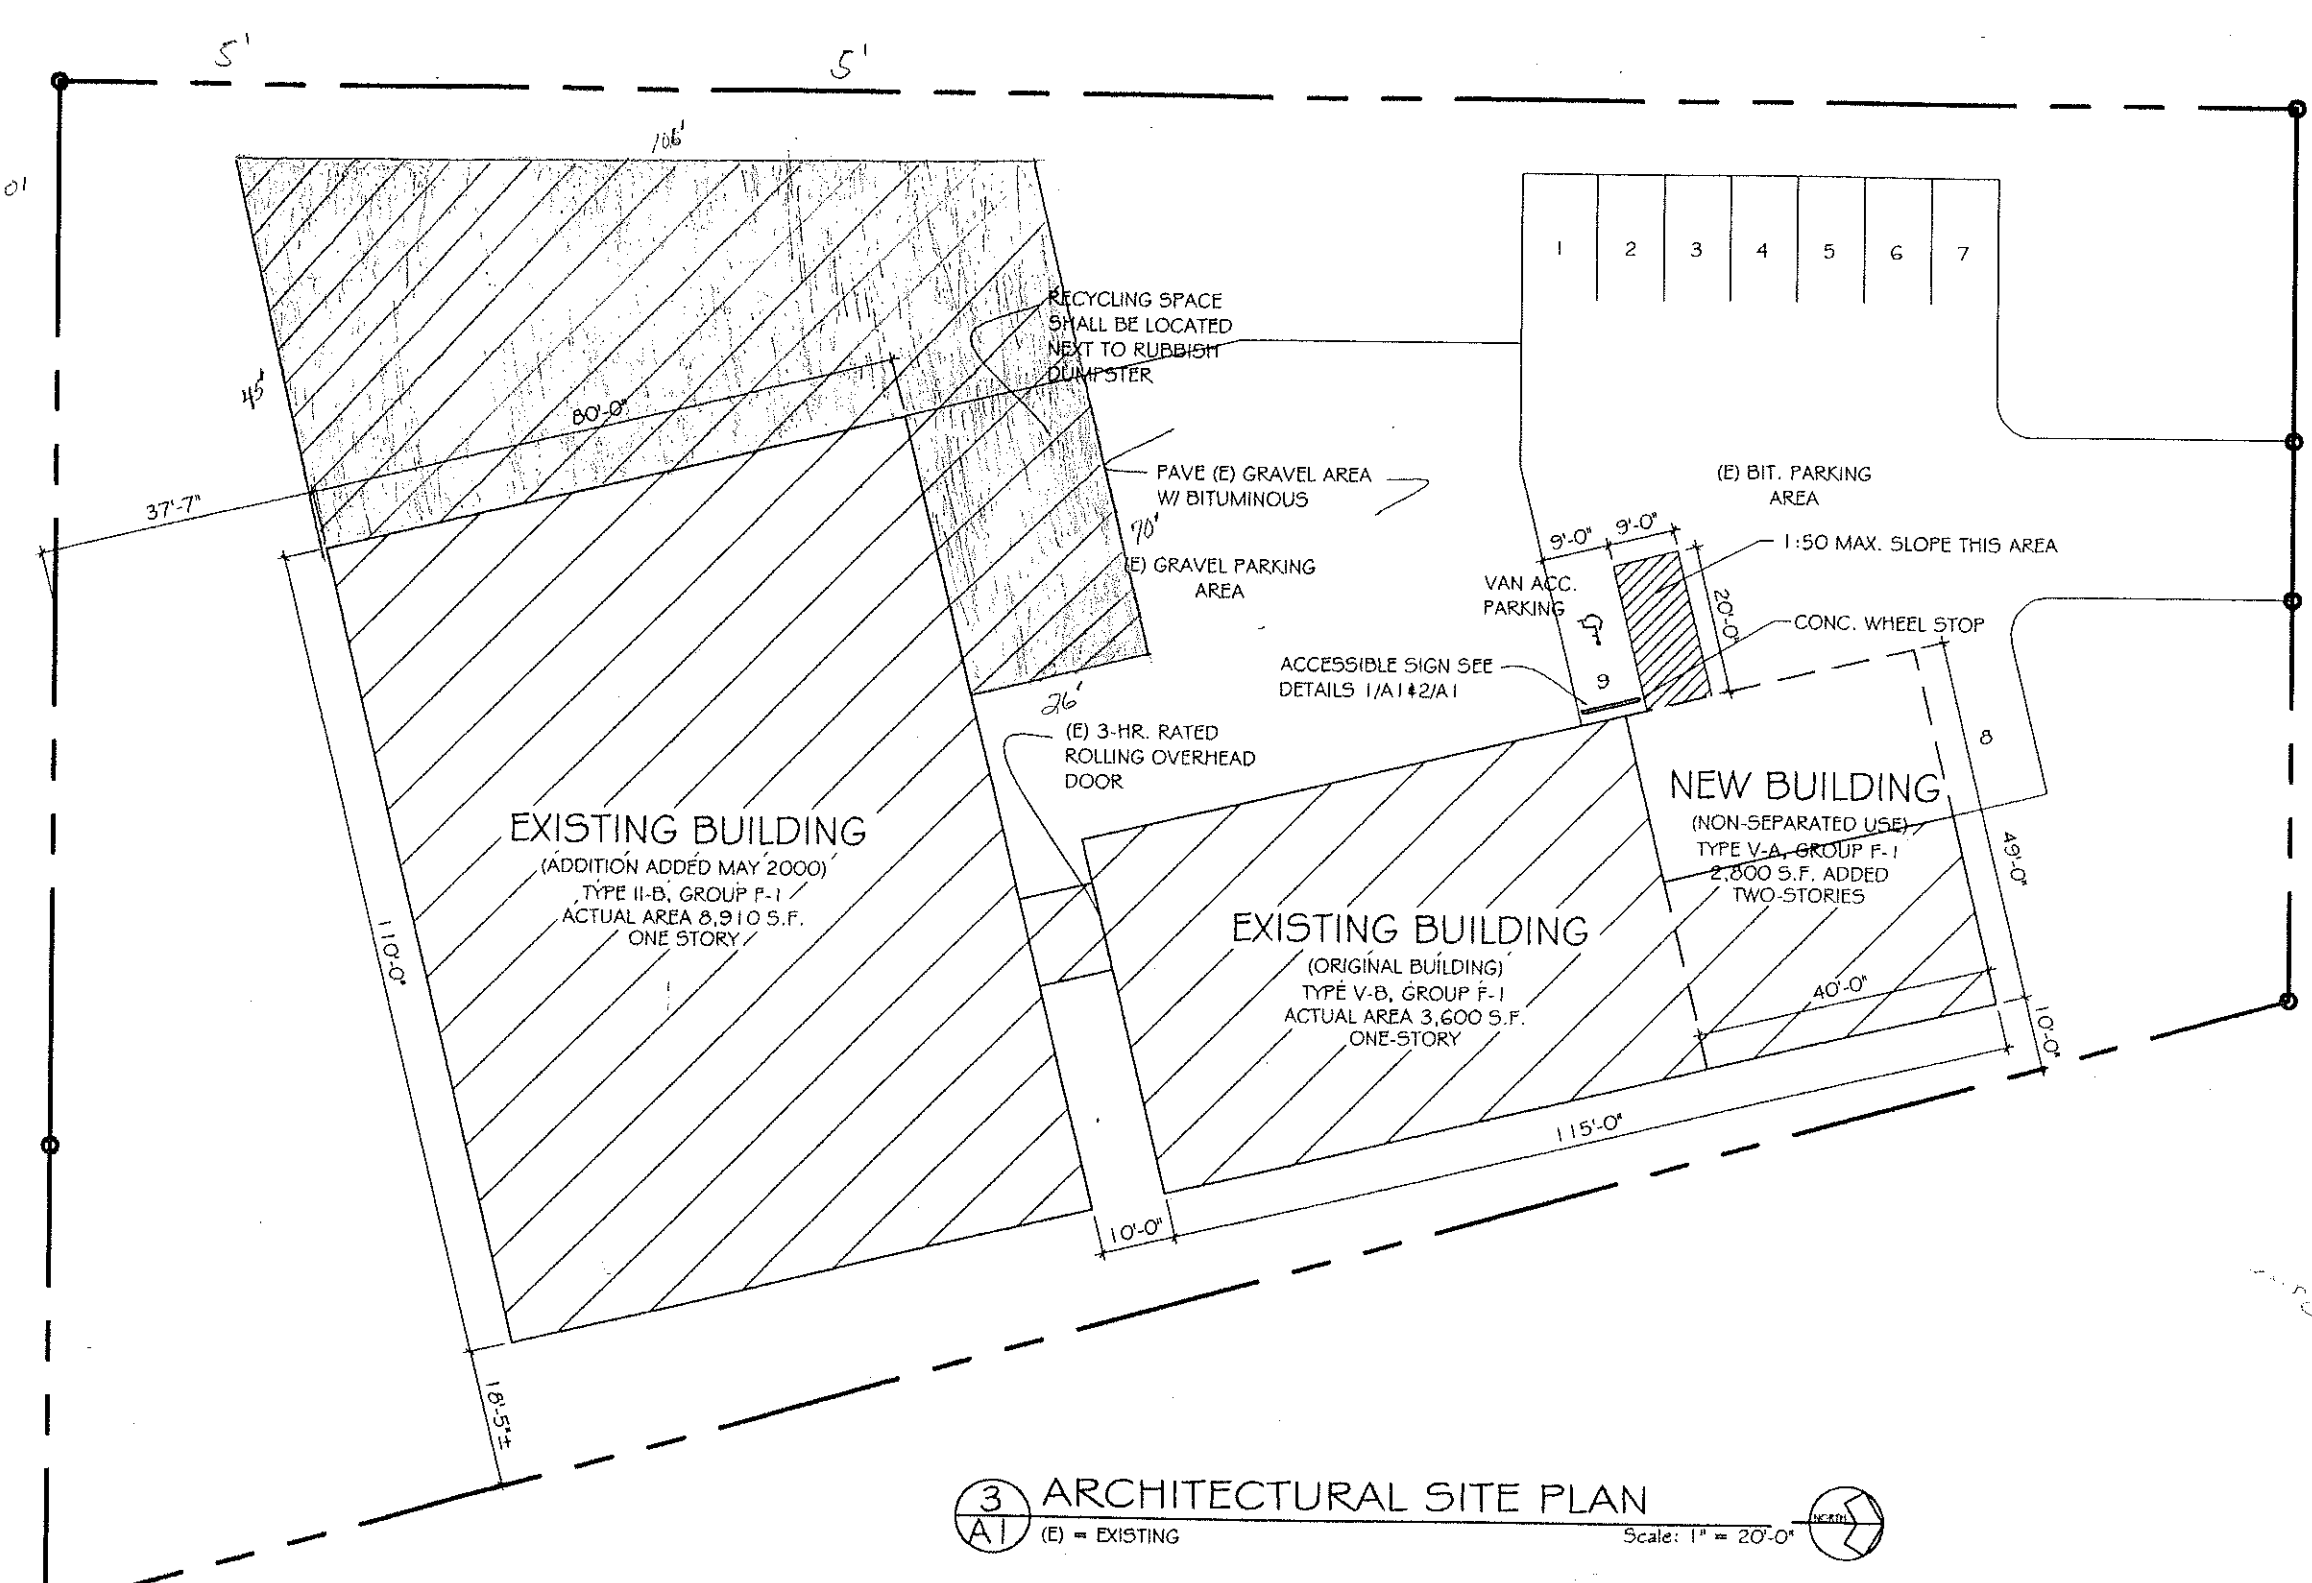 5'
5'
106'
01
1 2 3 4 5 6 7
RECYCLING SPACE
SHALL BE LOCATED
NEXT TO RUBBISH
DUMPSTER
45'
80'-0"
37'-7"
PAVE (E) GRAVEL AREA
W/ BITUMINOUS
(E) BIT. PARKING
AREA
70'
9'-0" 9'-0"
1:50 MAX. SLOPE THIS AREA
(E) GRAVEL PARKING
AREA
VAN ACC.
PARKING
20'-0"
CONC. WHEEL STOP
ACCESSIBLE SIGN SEE
DETAILS 1/A1&2/A1
9
26'
(E) 3-HR. RATED
ROLLING OVERHEAD
DOOR
8
NEW BUILDING
(NON-SEPARATED USE)
TYPE V-A, GROUP F-1
2,800 S.F. ADDED
TWO-STORIES
49'-0"
EXISTING BUILDING
(ADDITION ADDED MAY 2000)
TYPE II-B, GROUP F-1
ACTUAL AREA 8,910 S.F.
ONE STORY
110'-0"
EXISTING BUILDING
(ORIGINAL BUILDING)
TYPE V-B, GROUP F-1
ACTUAL AREA 3,600 S.F.
ONE-STORY
40'-0"
10'-0"
115'-0"
10'-0"
18'-5"±
3
A1
ARCHITECTURAL SITE PLAN
(E) = EXISTING
Scale: 1" = 20'-0"
NORTH